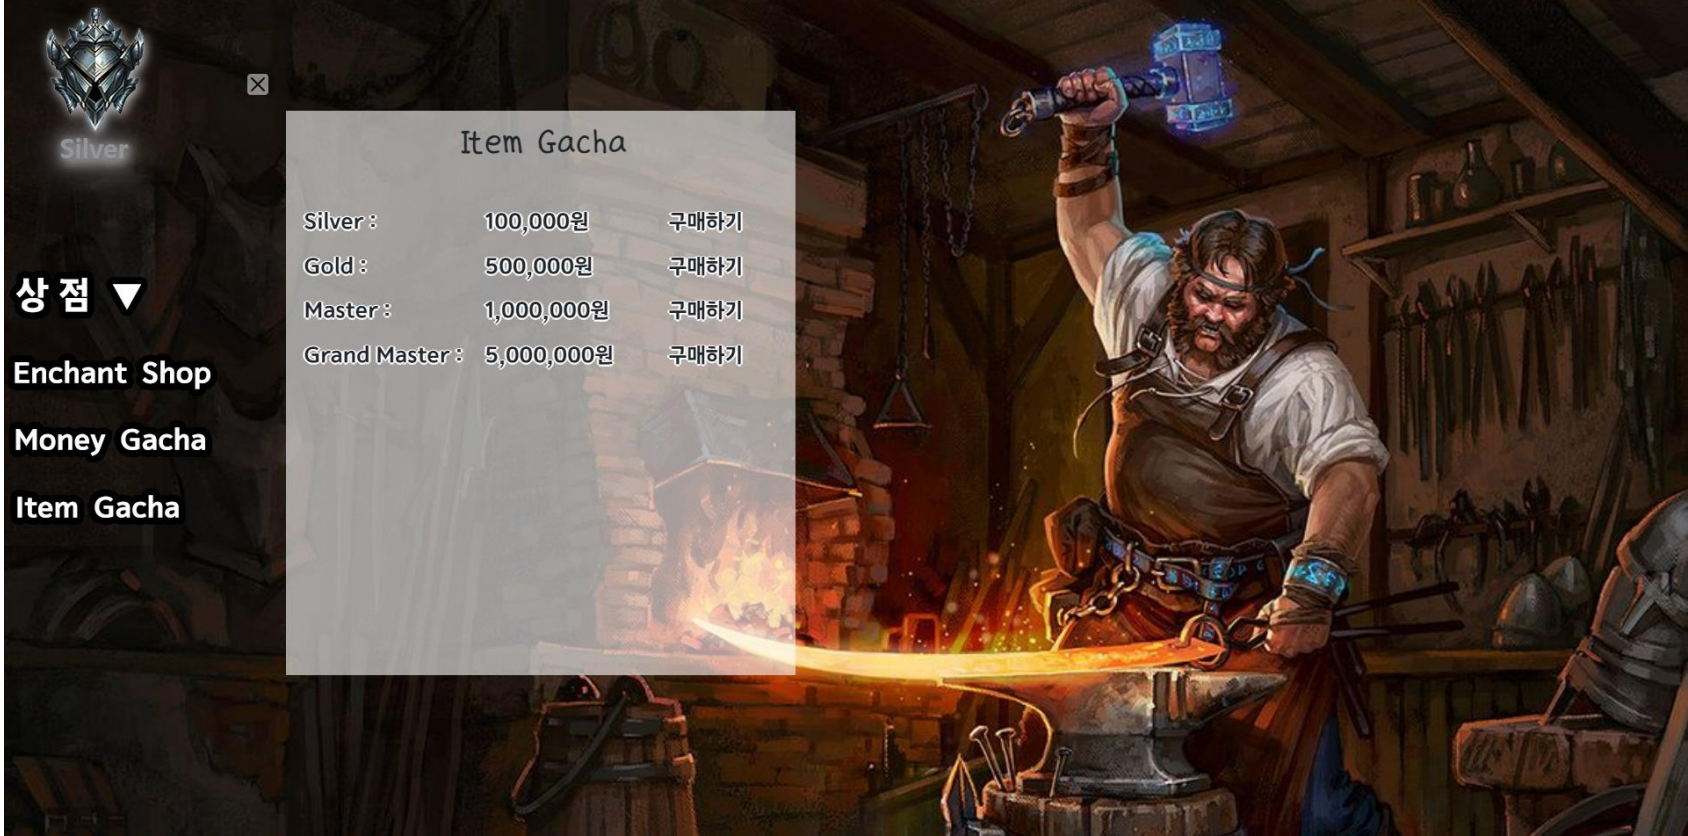 Silver
상 점 ▼
Enchant Shop
Money Gacha
Item Gacha
Item Gacha
Silver : 100,000원 구매하기
Gold : 500,000원 구매하기
Master : 1,000,000원 구매하기
Grand Master : 5,000,000원 구매하기